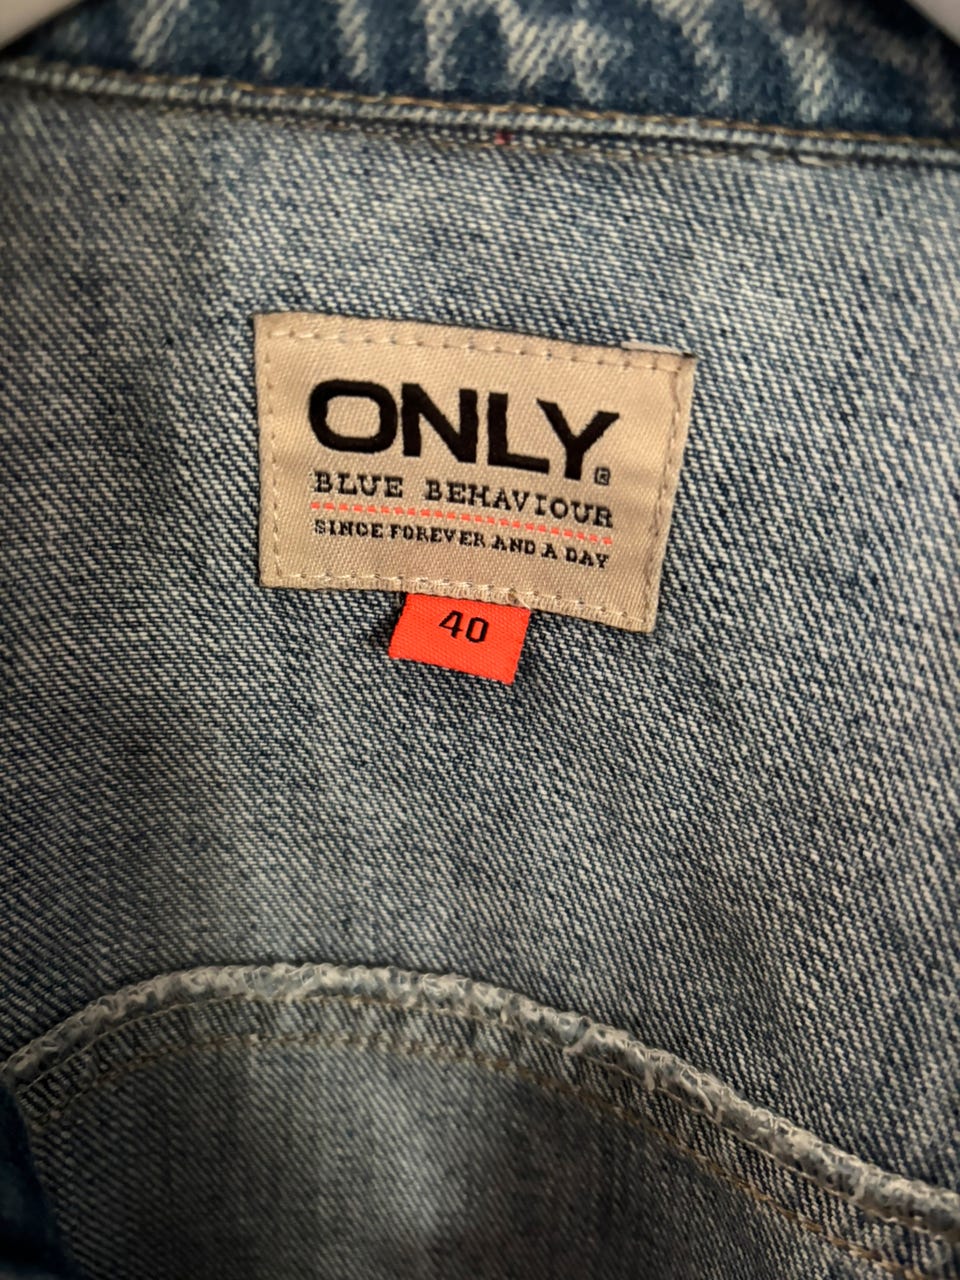 ONLY®
BLUE BEHAVIOUR
SINCE FOREVER AND A DAY
40